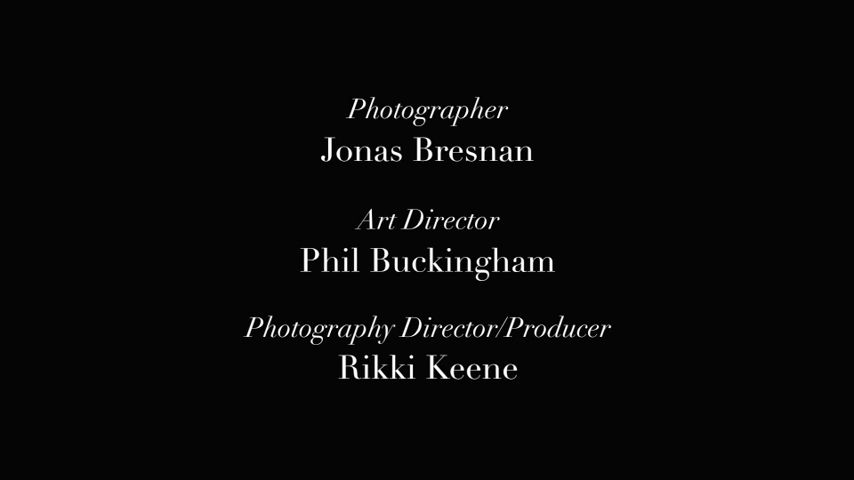 Photographer
Jonas Bresnan
Art Director
Phil Buckingham
Photography Director/Producer
Rikki Keene